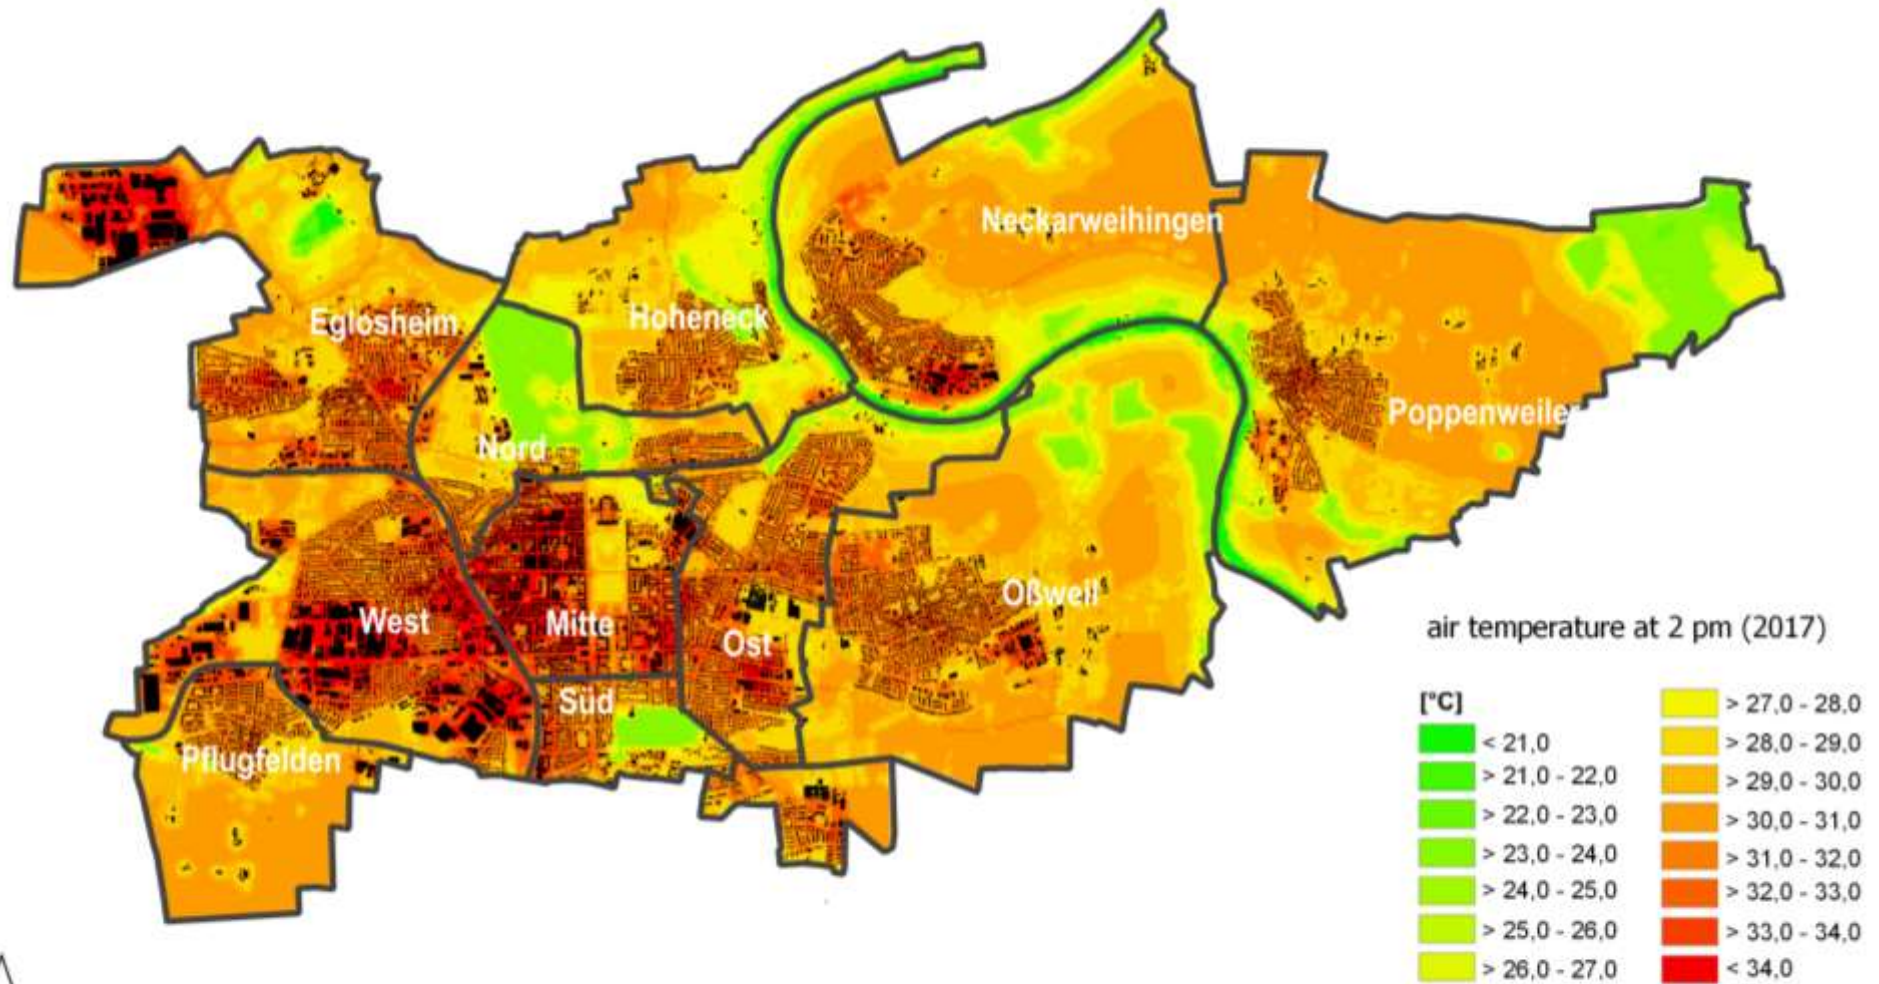 Neckarweihingen
Eglosheim
Hoheneck
Poppenweiler
Nord
Oßweil
West
Mitte
Ost
Süd
Pflugfelden
air temperature at 2 pm (2017)
[°C]
< 21,0
> 21,0 - 22,0
> 22,0 - 23,0
> 23,0 - 24,0
> 24,0 - 25,0
> 25,0 - 26,0
> 26,0 - 27,0
> 27,0 - 28,0
> 28,0 - 29,0
> 29,0 - 30,0
> 30,0 - 31,0
> 31,0 - 32,0
> 32,0 - 33,0
> 33,0 - 34,0
< 34,0